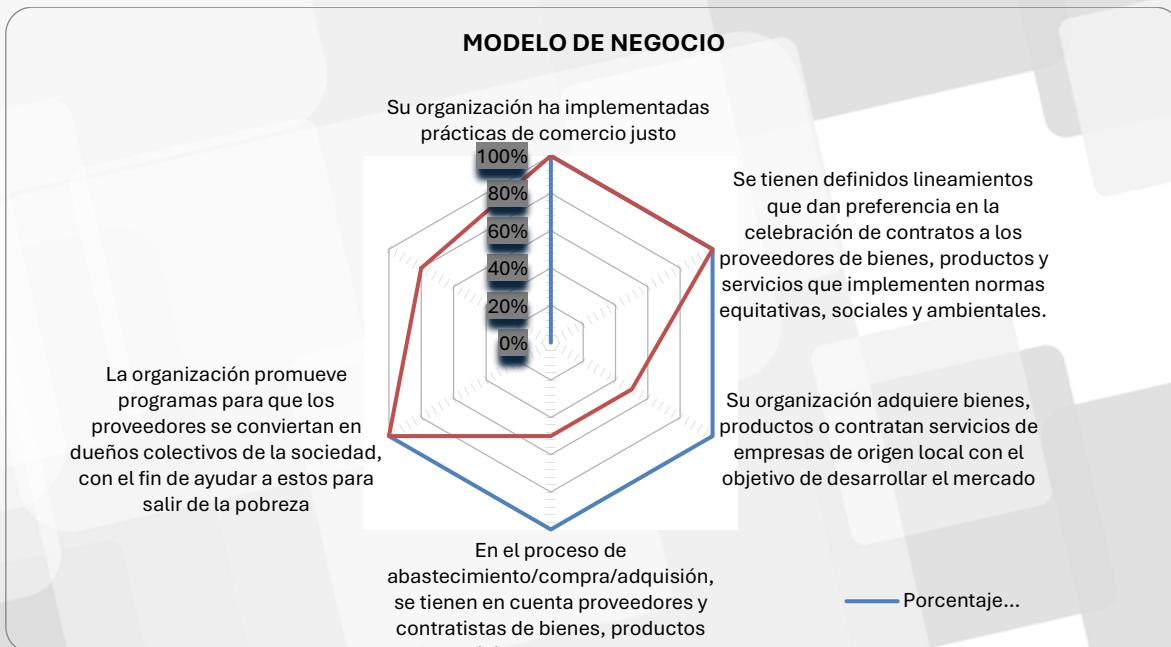 MODELO DE NEGOCIO
Su organización ha implementadas
prácticas de comercio justo
100%
80%
60%
40%
20%
0%
Se tienen definidos lineamientos
que dan preferencia en la
celebración de contratos a los
proveedores de bienes, productos y
servicios que implementen normas
equitativas, sociales y ambientales.
Su organización adquiere bienes,
productos o contratan servicios de
empresas de origen local con el
objetivo de desarrollar el mercado
En el proceso de
abastecimiento/compra/adquisión,
se tienen en cuenta proveedores y
contratistas de bienes, productos
La organización promueve
programas para que los
proveedores se conviertan en
dueños colectivos de la sociedad,
con el fin de ayudar a estos para
salir de la pobreza
Porcentaje...